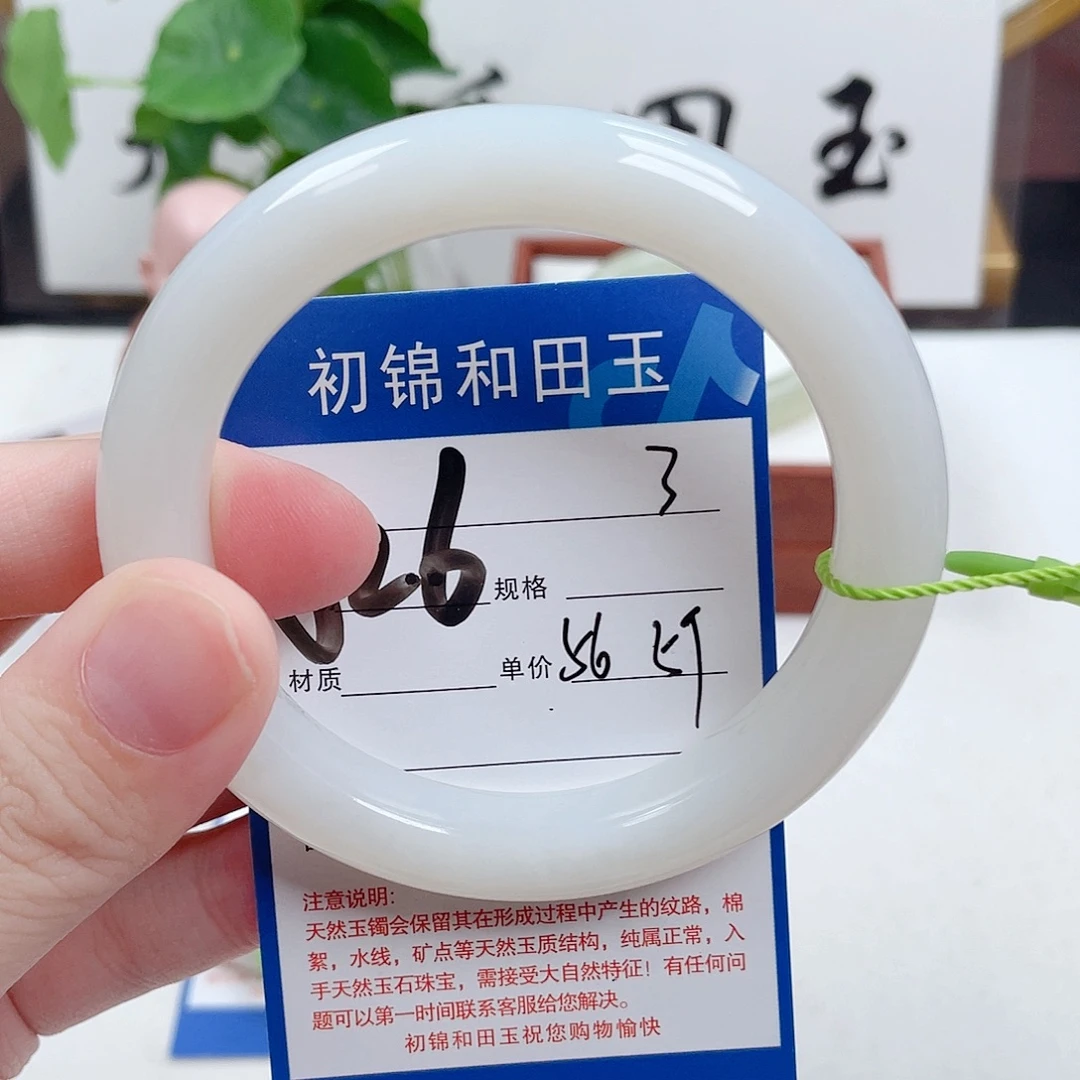 田玉
初锦和田玉
3
26
规格
材质
单价 56 圴
注意说明:
天然玉镯会保留其在形成过程中产生的纹路，棉
絮，水线，矿点等天然玉质结构，纯属正常，入
手天然玉石珠宝，需接受大自然特征！有任何问
题可以第一时间联系客服给您解决。
初锦和田玉祝您购物愉快